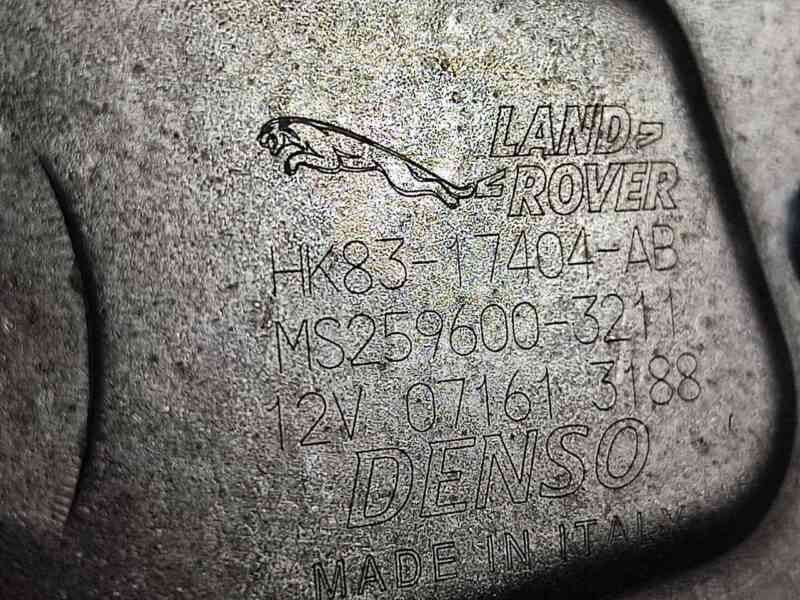 LAND-
ROVER
HK83-17404-AB
MS259600-3211
12V 07161 3188
DENSO
MADE IN ITALY